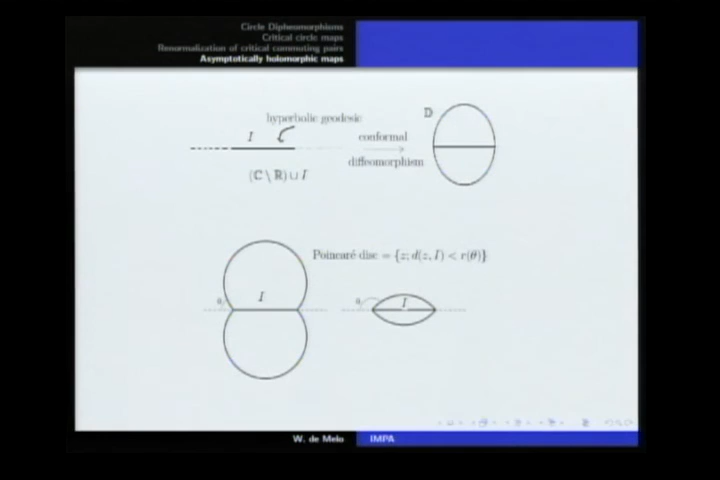 Circle Dipheomorphisms
Critical circle maps
Renormalization of critical commuting pairs
Asymptotically holomorphic maps
hyperbolic geodesic
I
(ℂ \ ℝ) ∪ I
conformal
diffeomorphism
𝔻
Poincaré disc = {z; d(z, I) < r(θ)}
I
θ
I
W. de Melo IMPA